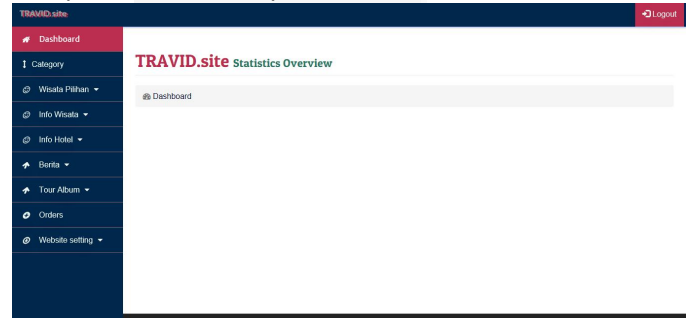 TRAVID.site
Logout
Dashboard
Category
Wisata Pilihan
Info Wisata
Info Hotel
Berita
Tour Album
Orders
Website setting
TRAVID.site Statistics Overview
Dashboard